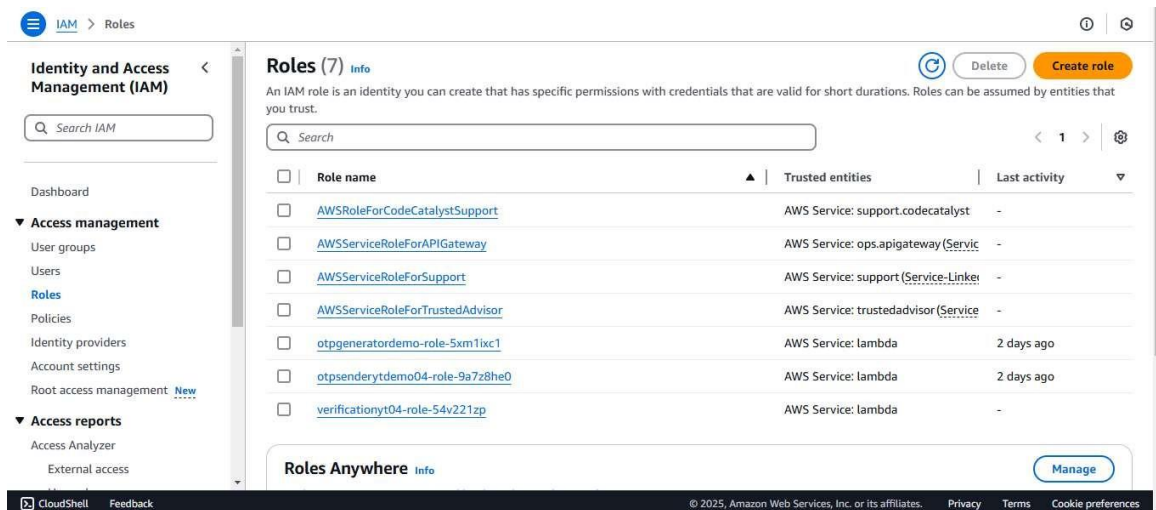 IAM > Roles
Identity and Access
Management (IAM)
Search IAM
Dashboard
Access management
User groups
Users
Roles
Policies
Identity providers
Account settings
Root access management New
Access reports
Access Analyzer
External access
Roles (7) Info
Delete
Create role
An IAM role is an identity you can create that has specific permissions with credentials that are valid for short durations. Roles can be assumed by entities that
you trust.
Search
< 1 >
Role name Trusted entities Last activity
AWSRoleForCodeCatalystSupport AWS Service: support.codecatalyst -
AWSServiceRoleForAPIGateway AWS Service: ops.apigateway (Servic -
AWSServiceRoleForSupport AWS Service: support (Service-Linke -
AWSServiceRoleForTrustedAdvisor AWS Service: trustedadvisor (Service -
otpgeneratordemo-role-5xm1ixc1 AWS Service: lambda 2 days ago
otpsenderytdemo04-role-9a7z8he0 AWS Service: lambda 2 days ago
verificationyt04-role-54v221zp AWS Service: lambda -
Roles Anywhere Info
Manage
CloudShell Feedback © 2025, Amazon Web Services, Inc. or its affiliates. Privacy Terms Cookie preferences